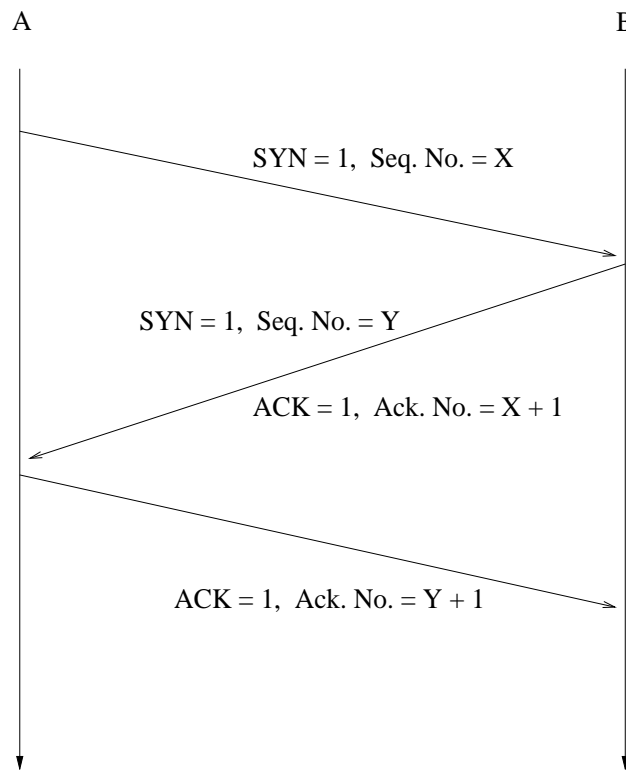 A
B
SYN = 1, Seq. No. = X
SYN = 1, Seq. No. = Y
ACK = 1, Ack. No. = X + 1
ACK = 1, Ack. No. = Y + 1